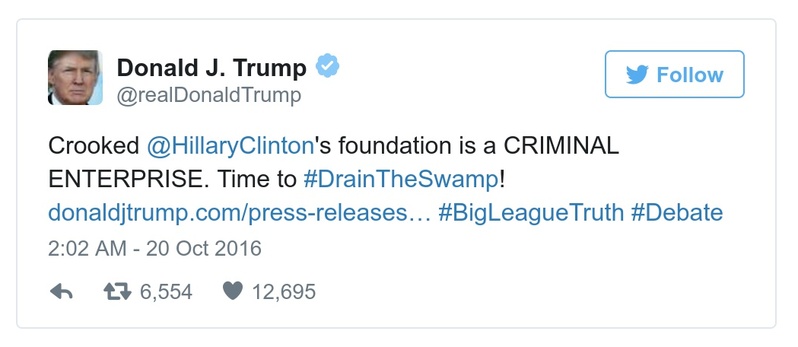 Donald J. Trump
Follow
@realDonaldTrump
Crooked @HillaryClinton's foundation is a CRIMINAL
ENTERPRISE. Time to #DrainTheSwamp!
donaldjtrump.com/press-releases… #BigLeagueTruth #Debate
2:02 AM - 20 Oct 2016
6,554 12,695